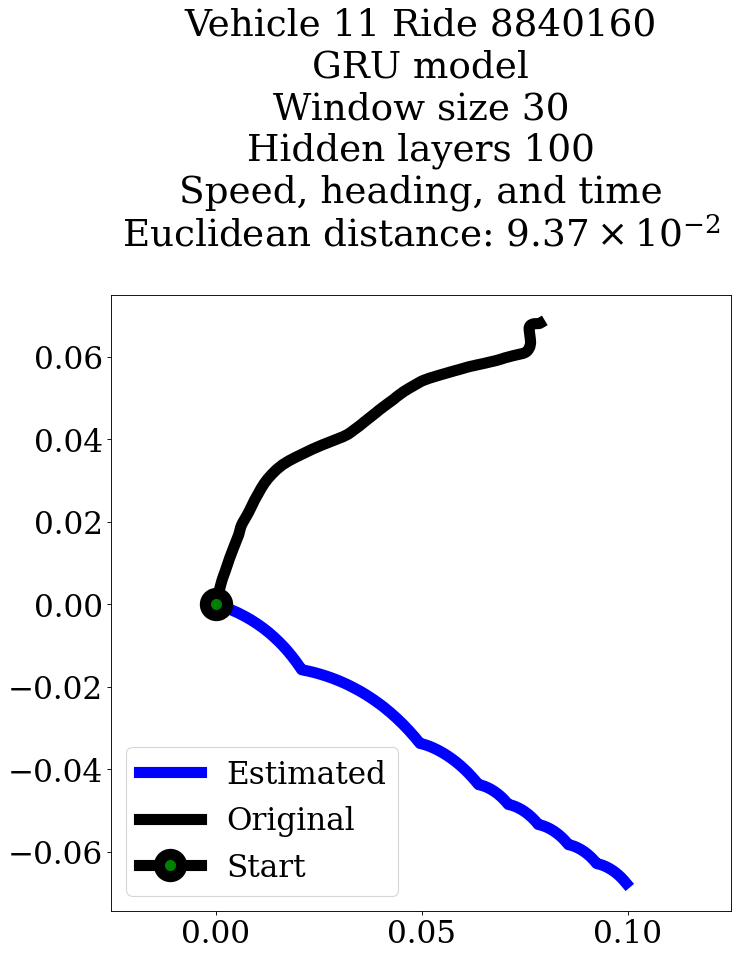 Vehicle 11 Ride 8840160
GRU model
Window size 30
Hidden layers 100
Speed, heading, and time
Euclidean distance: 9.37 × 10⁻²
0.06
0.04
0.02
0.00
−0.02
−0.04
−0.06
Estimated
Original
Start
0.00 0.05 0.10